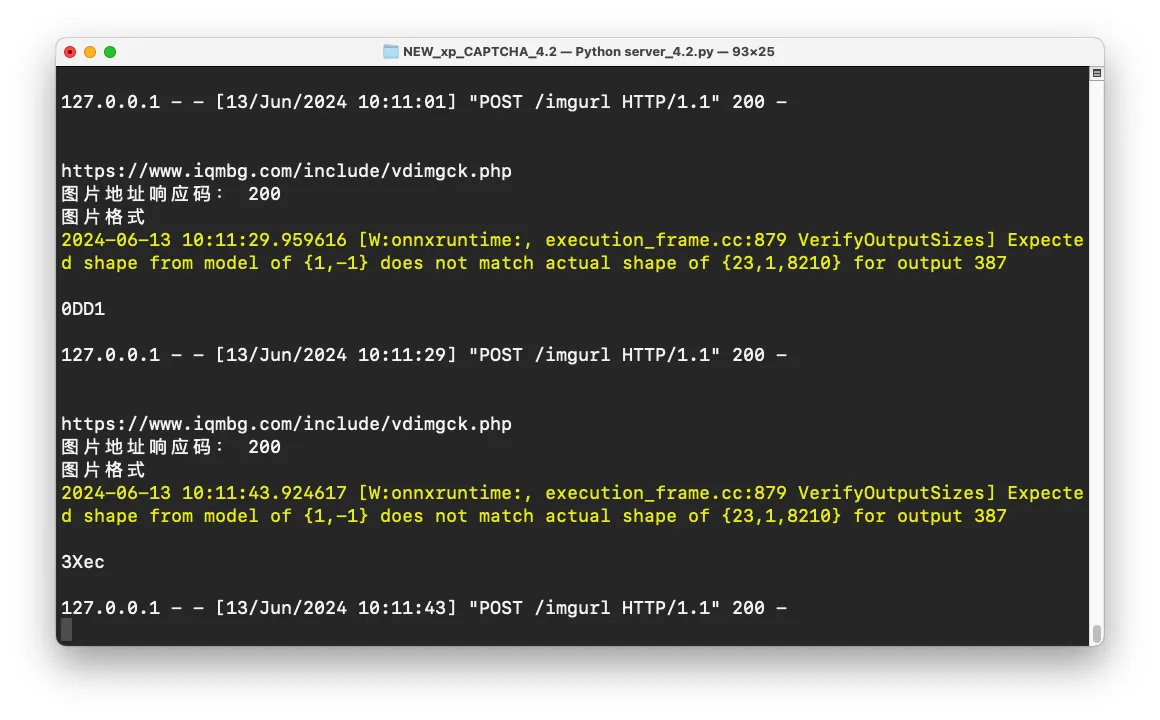 NEW_xp_CAPTCHA_4.2 — Python server_4.2.py — 93×25
127.0.0.1 - - [13/Jun/2024 10:11:01] "POST /imgurl HTTP/1.1" 200 -
https://www.iqmbg.com/include/vdimgck.php
图片地址响应码： 200
图片格式
2024-06-13 10:11:29.959616 [W:onnxruntime:, execution_frame.cc:879 VerifyOutputSizes] Expecte
d shape from model of {1,-1} does not match actual shape of {23,1,8210} for output 387
0DD1
127.0.0.1 - - [13/Jun/2024 10:11:29] "POST /imgurl HTTP/1.1" 200 -
https://www.iqmbg.com/include/vdimgck.php
图片地址响应码： 200
图片格式
2024-06-13 10:11:43.924617 [W:onnxruntime:, execution_frame.cc:879 VerifyOutputSizes] Expecte
d shape from model of {1,-1} does not match actual shape of {23,1,8210} for output 387
3Xec
127.0.0.1 - - [13/Jun/2024 10:11:43] "POST /imgurl HTTP/1.1" 200 -